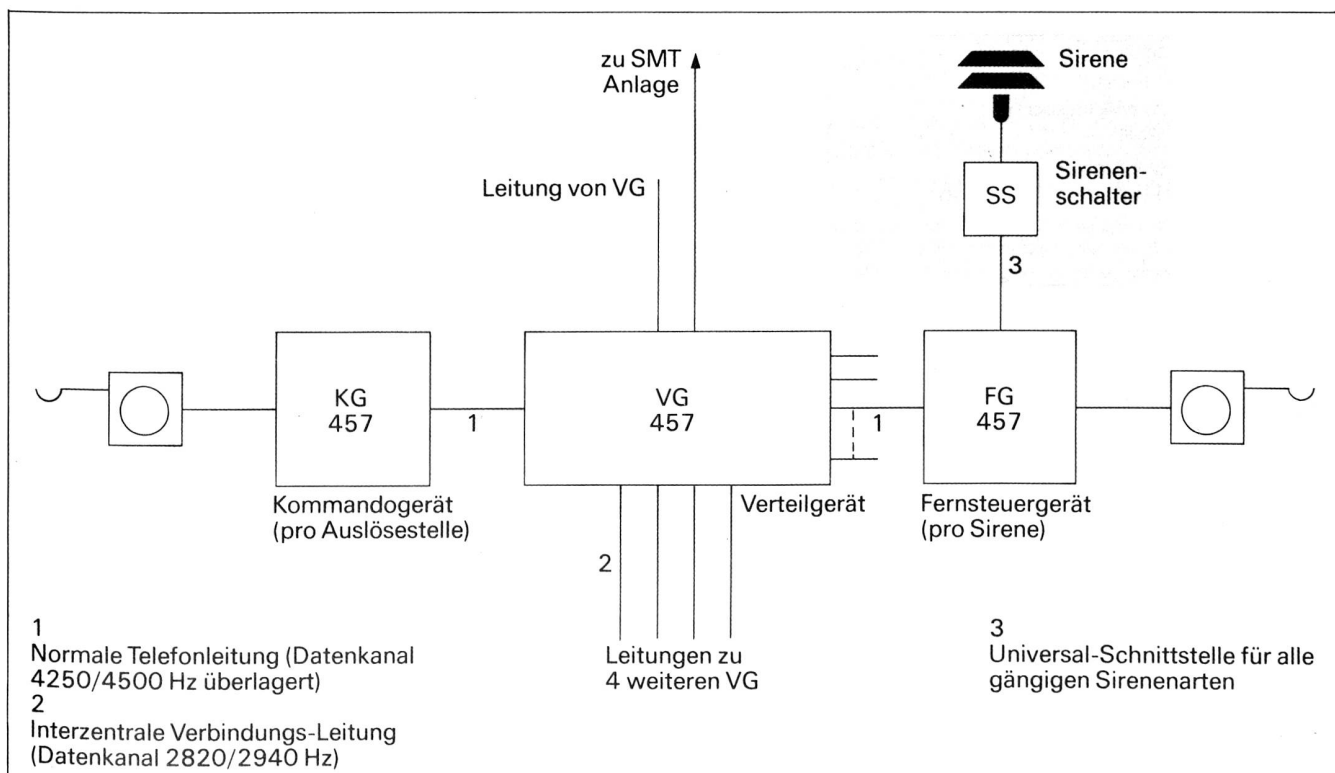 zu SMT
Anlage
Sirene
Leitung von VG
SS
Sirenen-
schalter
3
KG
457
1
VG
457
1
FG
457
Kommandogerät
(pro Auslösestelle)
Verteilgerät
Fernsteuergerät
(pro Sirene)
2
Leitungen zu
4 weiteren VG
1
Normale Telefonleitung (Datenkanal
4250/4500 Hz überlagert)
2
Interzentrale Verbindungs-Leitung
(Datenkanal 2820/2940 Hz)
3
Universal-Schnittstelle für alle
gängigen Sirenenarten